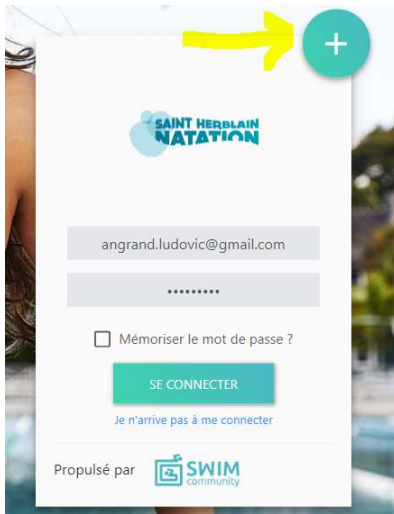 +
SAINT HERBLAIN
NATATION
angrand.ludovic@gmail.com
•••••••••
Mémoriser le mot de passe ?
SE CONNECTER
Je n'arrive pas à me connecter
Propulsé par
SWIM
community